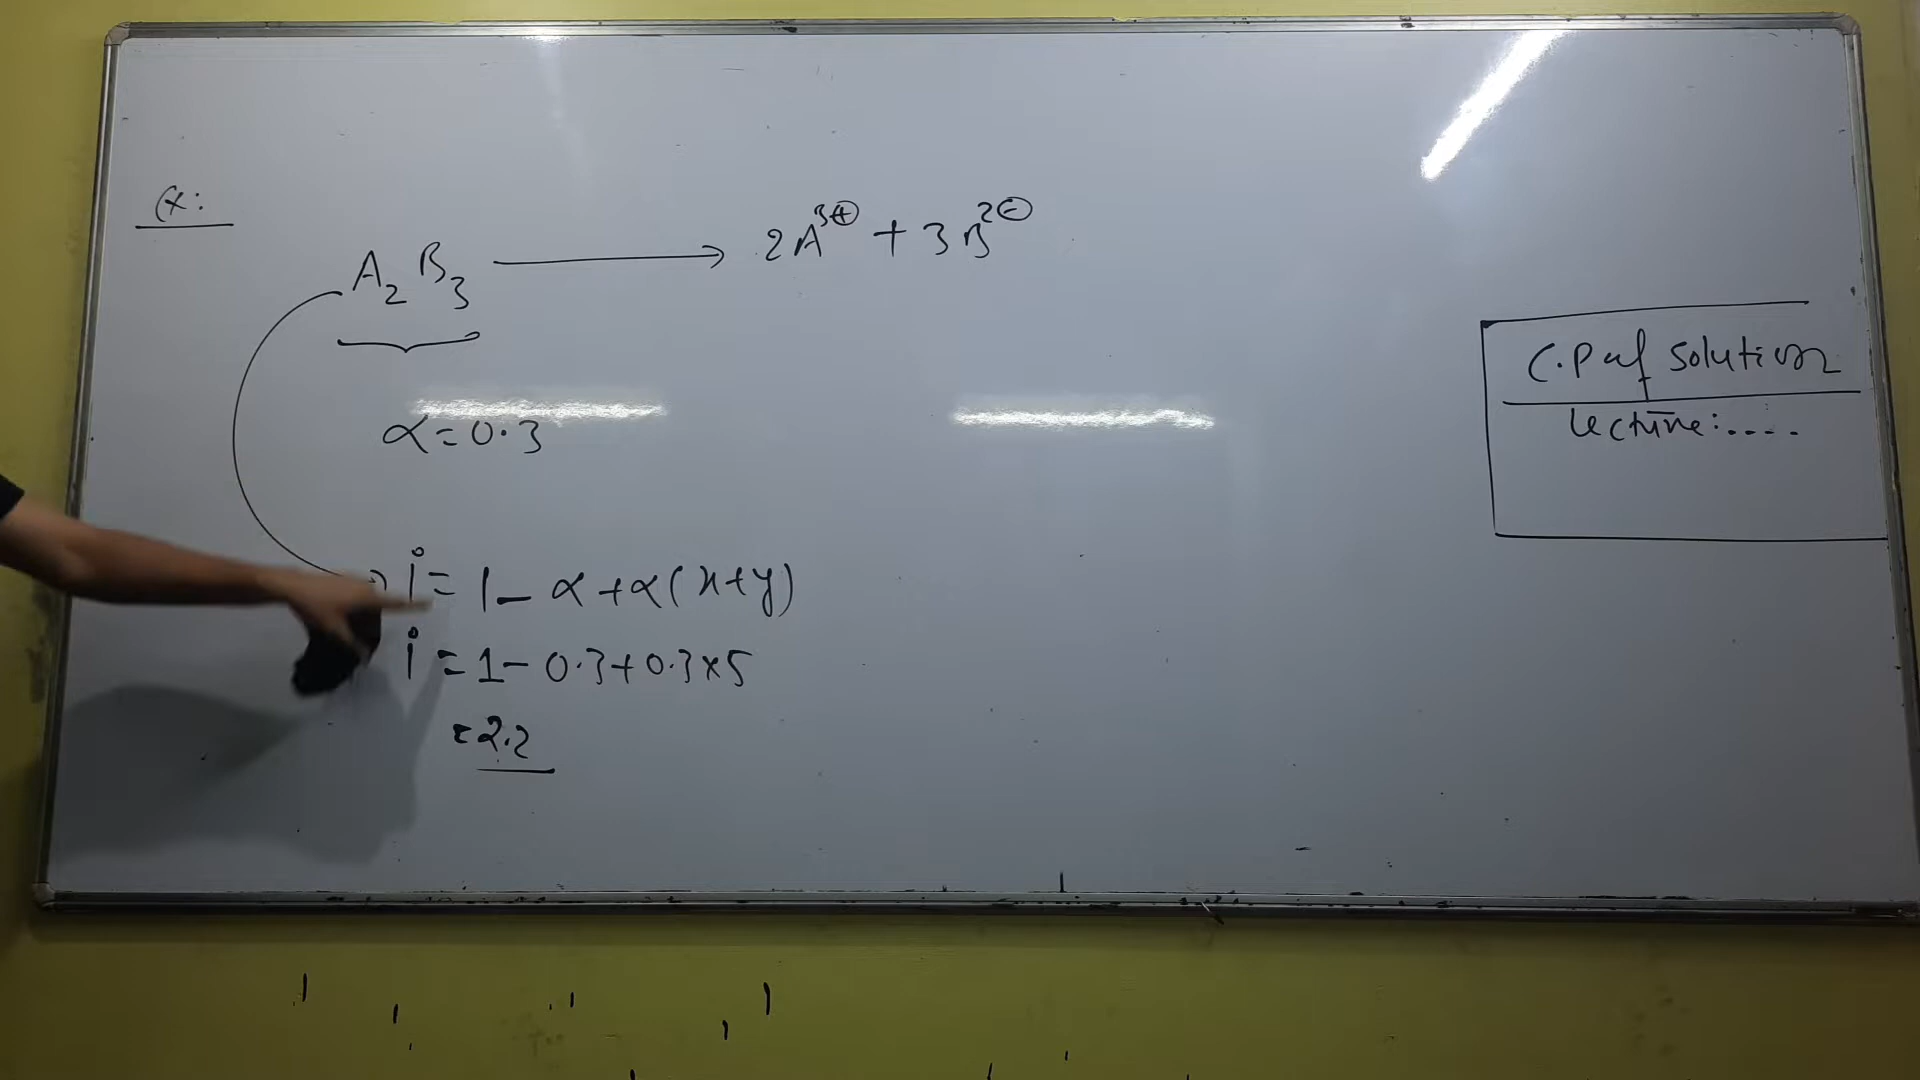 Ex:
A₂B₃ ⟶ 2A³⊕ + 3B²⊖
α=0.3
i = 1 – α + α(x+y)
i = 1 – 0.3 + 0.3×5
= 2.2
C.P of solution
Lecture:....